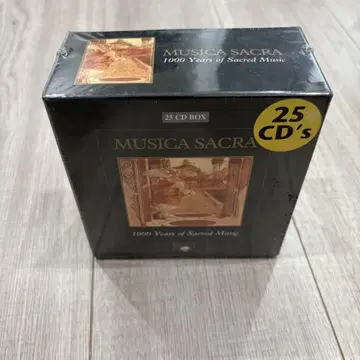 MUSICA SACRA
1000 Years of Sacred Music
25 CD BOX
25
CD's
MUSICA SACRA
1000 Years of Sacred Music